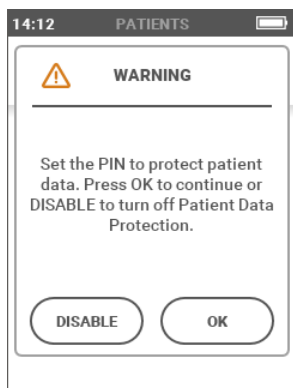 14:12 PATIENTS
WARNING
Set the PIN to protect patient
data. Press OK to continue or
DISABLE to turn off Patient Data
Protection.
DISABLE OK